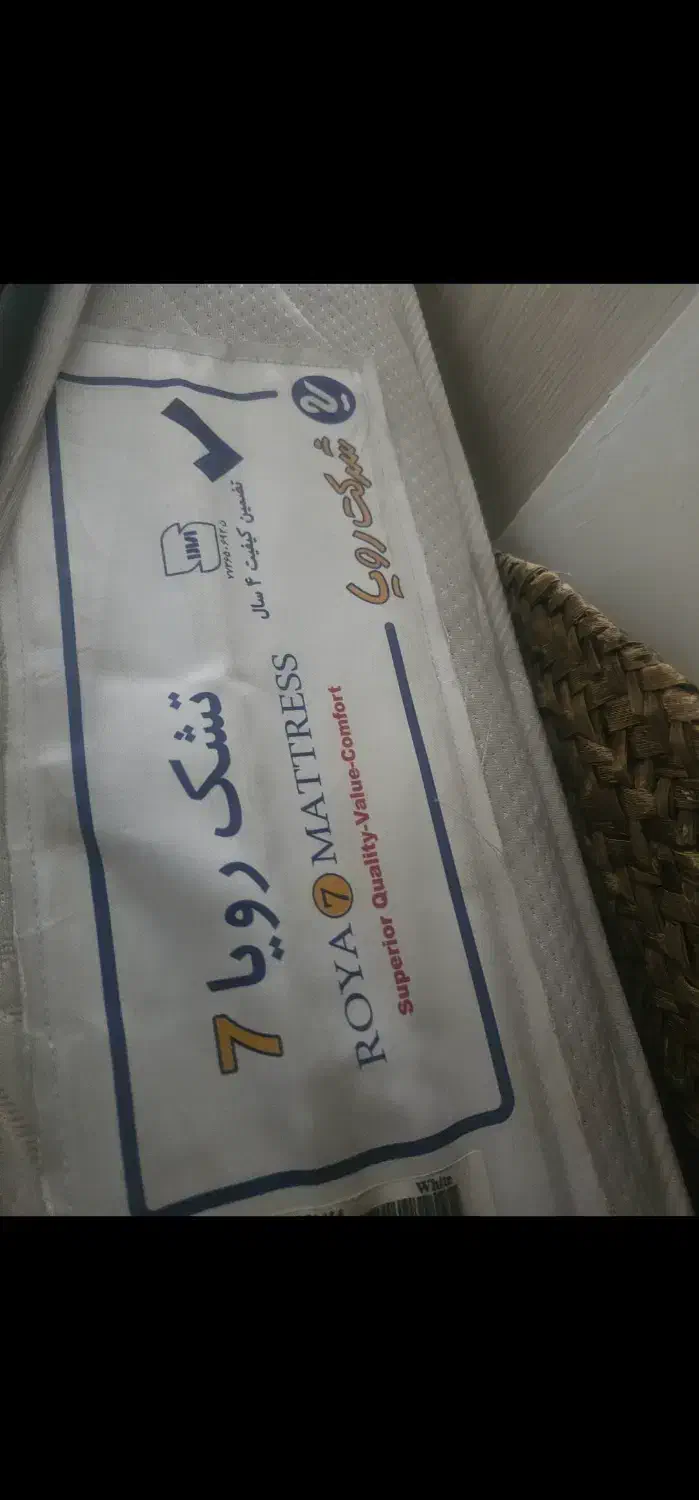 شرکت رویا
تضمین کیفیت ۴ سال
تشک رویا 7
ROYA 7 MATTRESS
Superior Quality-Value-Comfort
White